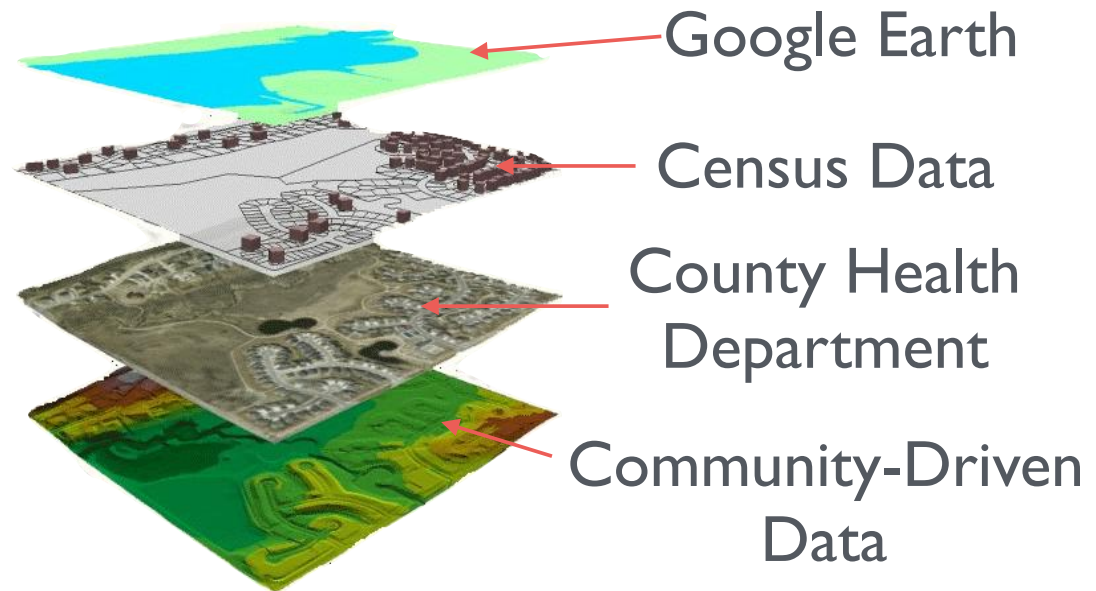 Google Earth
Census Data
County Health
Department
Community-Driven
Data